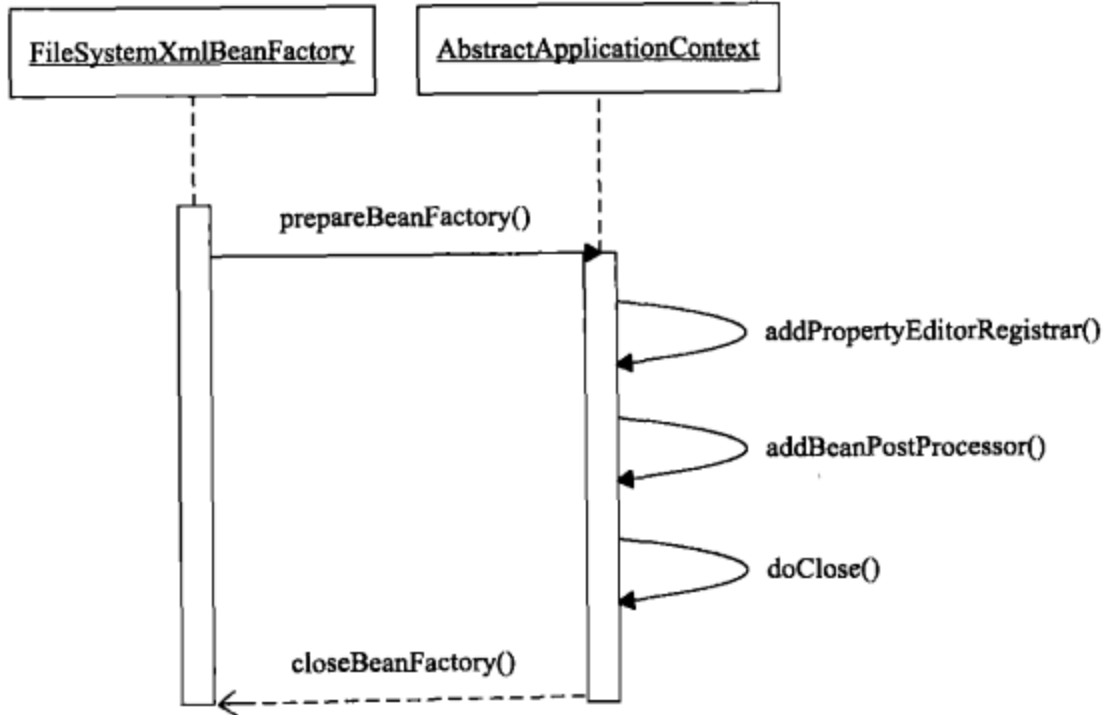 FileSystemXmlBeanFactory
AbstractApplicationContext
prepareBeanFactory()
addPropertyEditorRegistrar()
addBeanPostProcessor()
doClose()
closeBeanFactory()